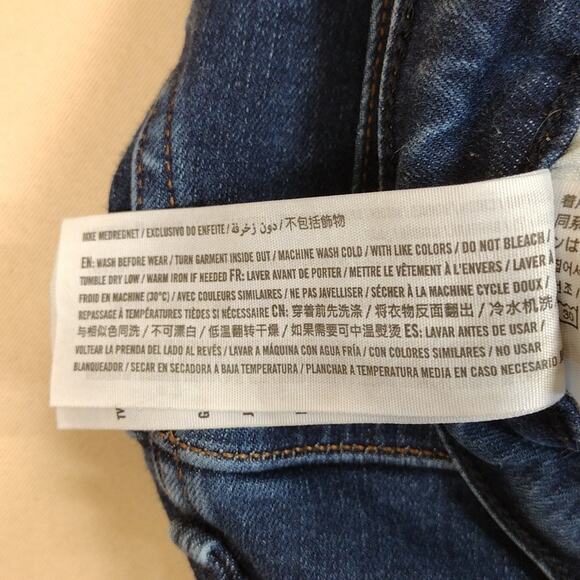 IKKE MEDREGNET / EXCLUSIVO DO ENFEITE / دون زخرفة / 不包括飾物
EN: WASH BEFORE WEAR / TURN GARMENT INSIDE OUT / MACHINE WASH COLD / WITH LIKE COLORS / DO NOT BLEACH /
TUMBLE DRY LOW / WARM IRON IF NEEDED FR: LAVER AVANT DE PORTER / METTRE LE VÊTEMENT À L'ENVERS / LAVER À
FROID EN MACHINE (30°C) / AVEC COULEURS SIMILAIRES / NE PAS JAVELLISER / SÉCHER À LA MACHINE CYCLE DOUX /
REPASSAGE À TEMPÉRATURE TIÈDES SI NÉCESSAIRE CN: 穿着前先洗涤 / 将衣物反面翻出 / 冷水机洗
与相似色同洗 / 不可漂白 / 低温翻转干燥 / 如果需要可中温熨烫 ES: LAVAR ANTES DE USAR /
VOLTEAR LA PRENDA DEL LADO AL REVÉS / LAVAR A MÁQUINA CON AGUA FRÍA / CON COLORES SIMILARES / NO USAR
BLANQUEADOR / SECAR EN SECADORA A BAJA TEMPERATURA / PLANCHAR A TEMPERATURA MEDIA EN CASO NECESARIO
30